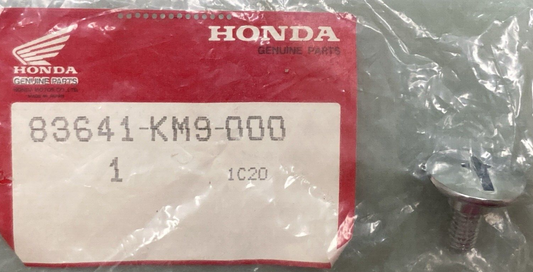 HONDA
GENUINE PARTS
HONDA
GENUINE PARTS
83641-KM9-000
1
1C20